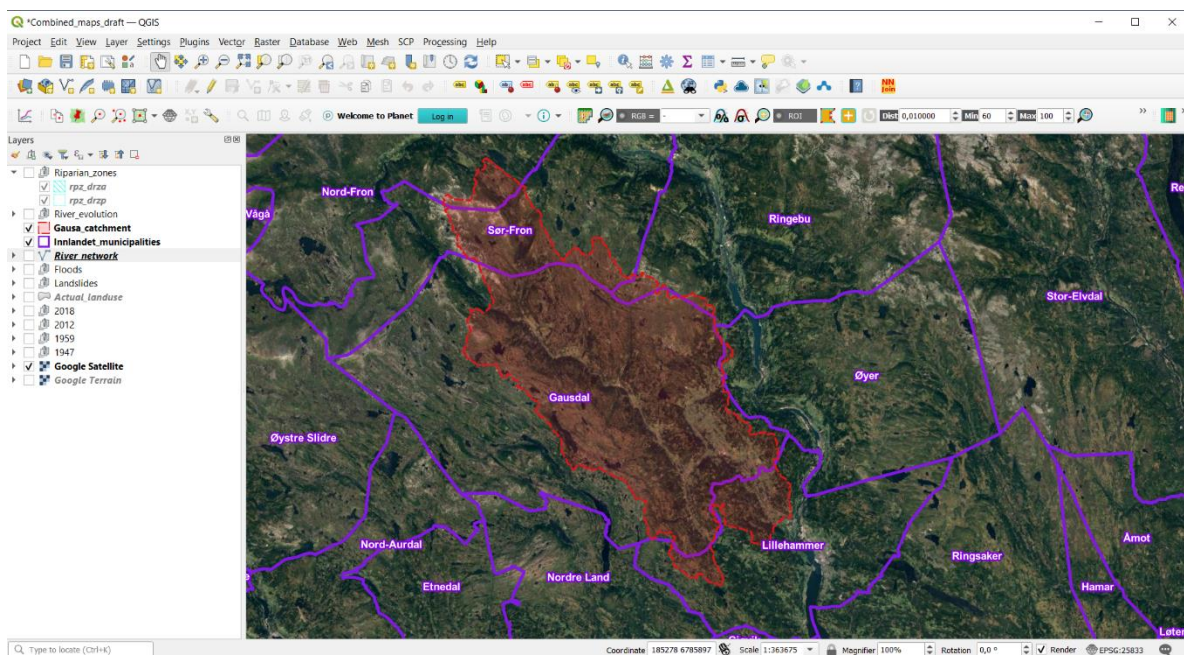 *Combined_maps_draft — QGIS
Project Edit View Layer Settings Plugins Vector Raster Database Web Mesh SCP Processing Help
NN
join
Welcome to Planet Log in RGB = - ROI Dist 0,010000 Min 60 Max 100 »
Layers
Riparian_zones
rpz_drza
rpz_drzp
River_evolution
Gausa_catchment
Innlandet_municipalities
River network
Floods
Landslides
Actual_landuse
2018
2012
1959
1947
Google Satellite
Google Terrain
Nord-Fron
Vågå
Sør-Fron
Ringebu
Stor-Elvdal
Øyer
Gausdal
Øystre Slidre
Nord-Aurdal
Lillehammer
Åmot
Ringsaker
Etnedal
Nordre Land
Hamar
Type to locate (Ctrl+K) Coordinate 185278 6785897 Scale 1:363675 Magnifier 100% Rotation 0,0 ° Render EPSG:25833